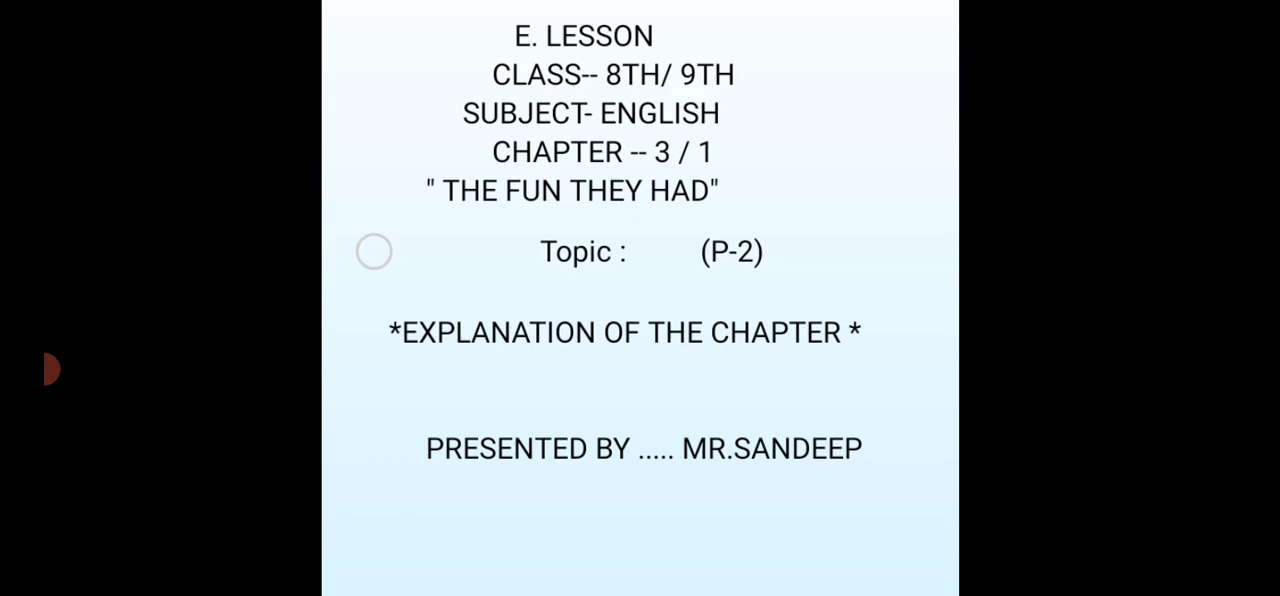 E. LESSON
CLASS-- 8TH/ 9TH
SUBJECT- ENGLISH
CHAPTER -- 3 / 1
" THE FUN THEY HAD"
Topic : (P-2)
*EXPLANATION OF THE CHAPTER *
PRESENTED BY ..... MR.SANDEEP